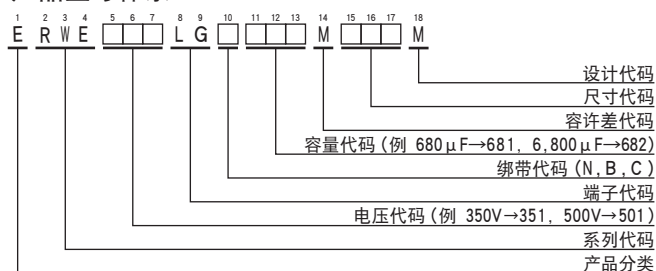 1 2 3 4 5 6 7 8 9 10 11 12 13 14 15 16 17 18
E RWE □□□ LG □ □□□ M □□□ M
设计代码
尺寸代码
容许差代码
容量代码 (例 680μF→681, 6,800μF→682)
绑带代码 (N,B,C)
端子代码
电压代码 (例 350V→351, 500V→501)
系列代码
产品分类